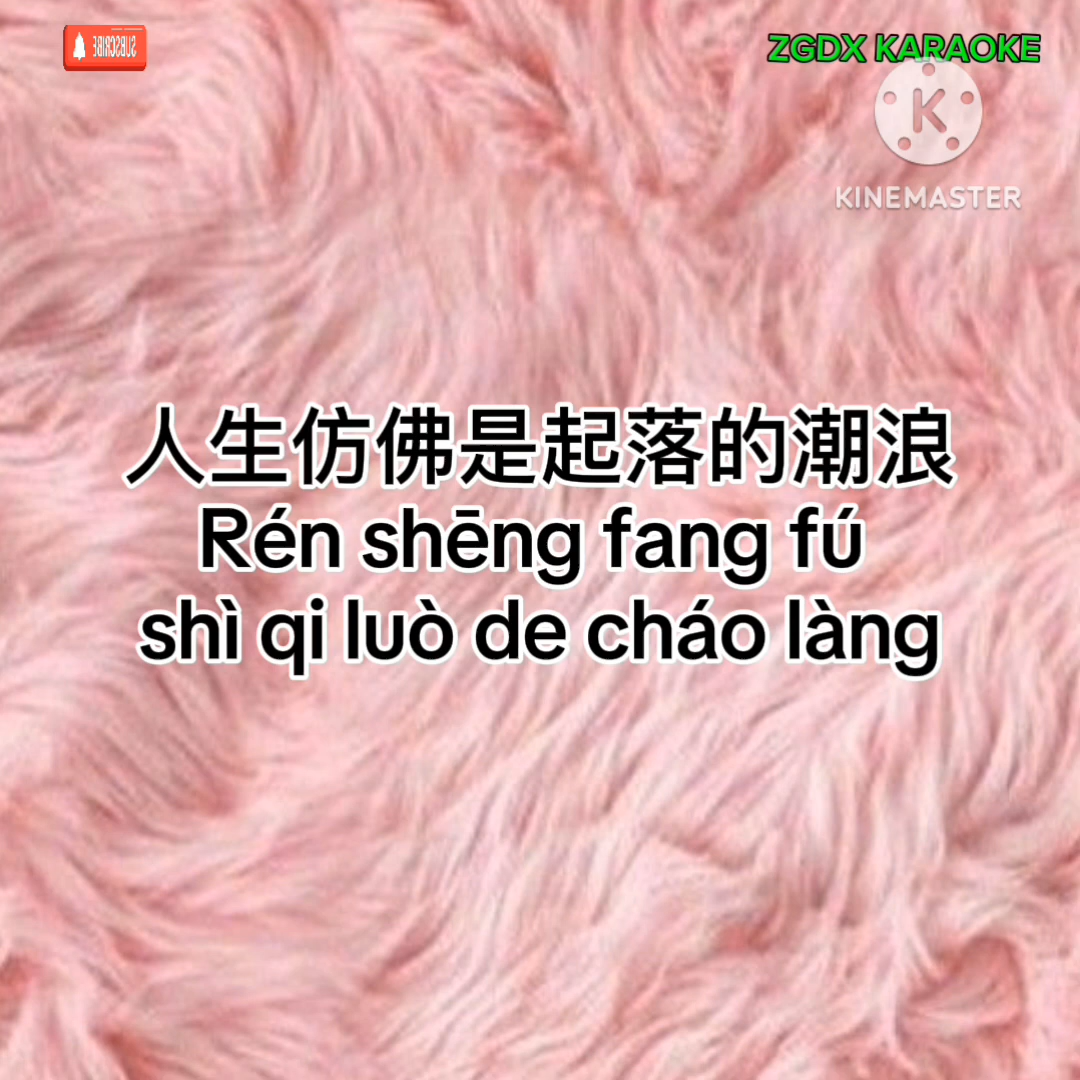 SUBSCRIBE
ZGDX KARAOKE
K
KINEMASTER
人生仿佛是起落的潮浪
Rén shēng fang fú
shì qi luò de cháo làng